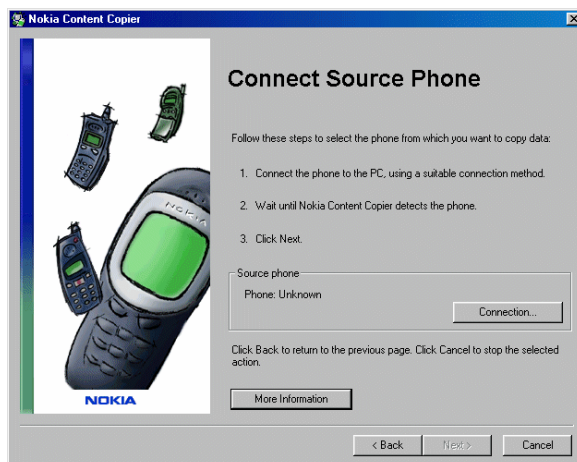 Nokia Content Copier
Connect Source Phone
Follow these steps to select the phone from which you want to copy data:
1. Connect the phone to the PC, using a suitable connection method.
2. Wait until Nokia Content Copier detects the phone.
3. Click Next.
Source phone
Phone: Unknown
Connection...
Click Back to return to the previous page. Click Cancel to stop the selected
action.
More Information
NOKIA
NOKIA
< Back
Next >
Cancel